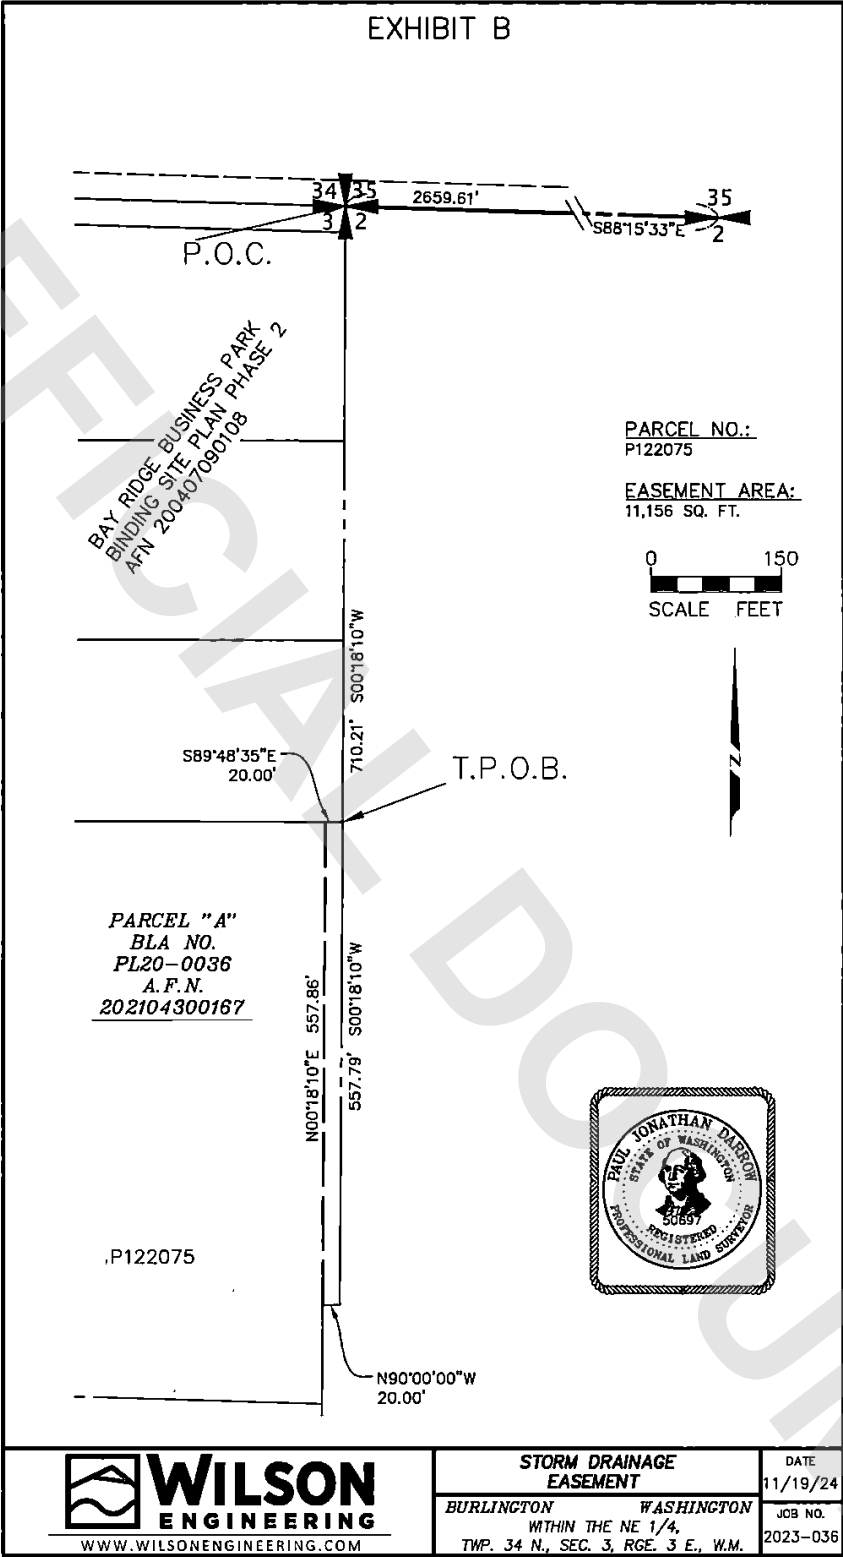 EXHIBIT B
34 35
3 2
2659.61'
S88°15'33"E
35
2
P.O.C.
BAY RIDGE BUSINESS PARK
BINDING SITE PLAN PHASE 2
AFN 200407090108
PARCEL NO.:
P122075
EASEMENT AREA:
11,156 SQ. FT.
0 150
SCALE FEET
N
710.21' S00°18'10"W
S89°48'35"E
20.00'
T.P.O.B.
PARCEL "A"
BLA NO.
PL20-0036
A.F.N.
202104300167
N00°18'10"E 557.86'
557.79' S00°18'10"W
PAUL JONATHAN DARROW
STATE OF WASHINGTON
50697
REGISTERED
PROFESSIONAL LAND SURVEYOR
P122075
N90°00'00"W
20.00'
WILSON
ENGINEERING
WWW.WILSONENGINEERING.COM
STORM DRAINAGE
EASEMENT
BURLINGTON WASHINGTON
WITHIN THE NE 1/4,
TWP. 34 N., SEC. 3, RGE. 3 E., W.M.
DATE
11/19/24
JOB NO.
2023-036